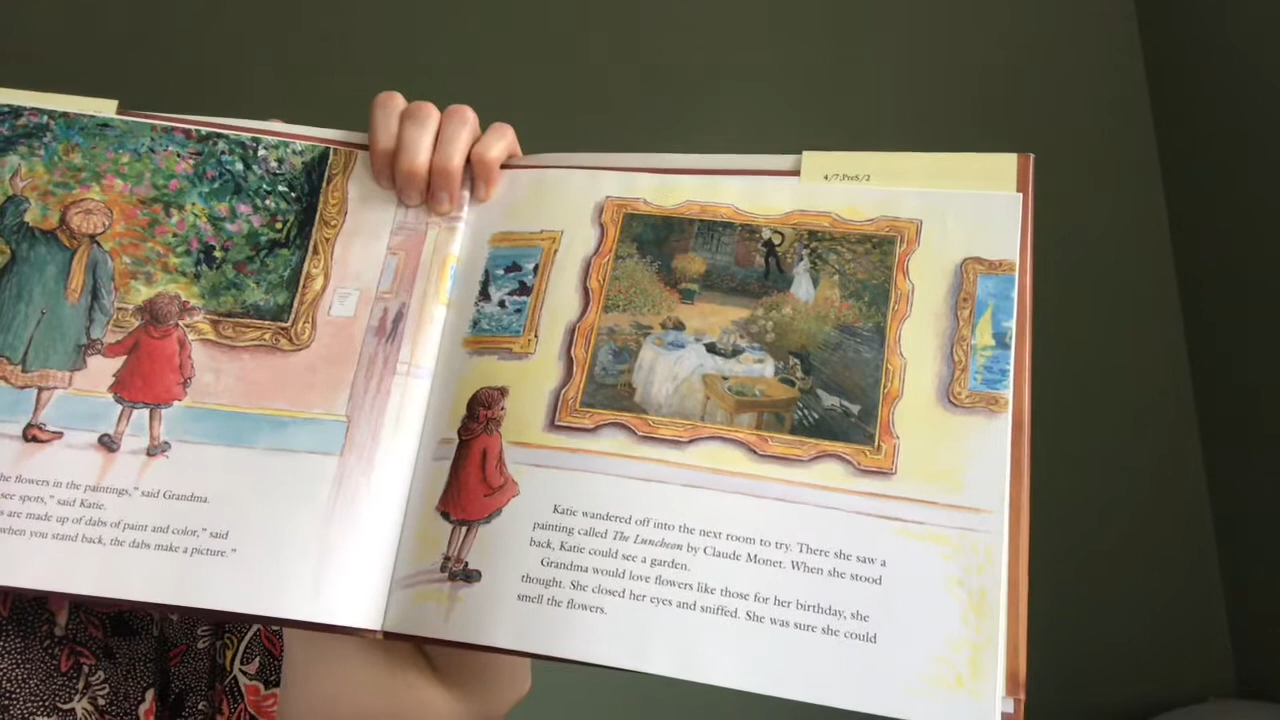 4/7;PreS/2
he flowers in the paintings," said Grandma.
see spots," said Katie.
s are made up of dabs of paint and color," said
when you stand back, the dabs make a picture."
Katie wandered off into the next room to try. There she saw a
painting called The Luncheon by Claude Monet. When she stood
back, Katie could see a garden.
Grandma would love flowers like those for her birthday, she
thought. She closed her eyes and sniffed. She was sure she could
smell the flowers.